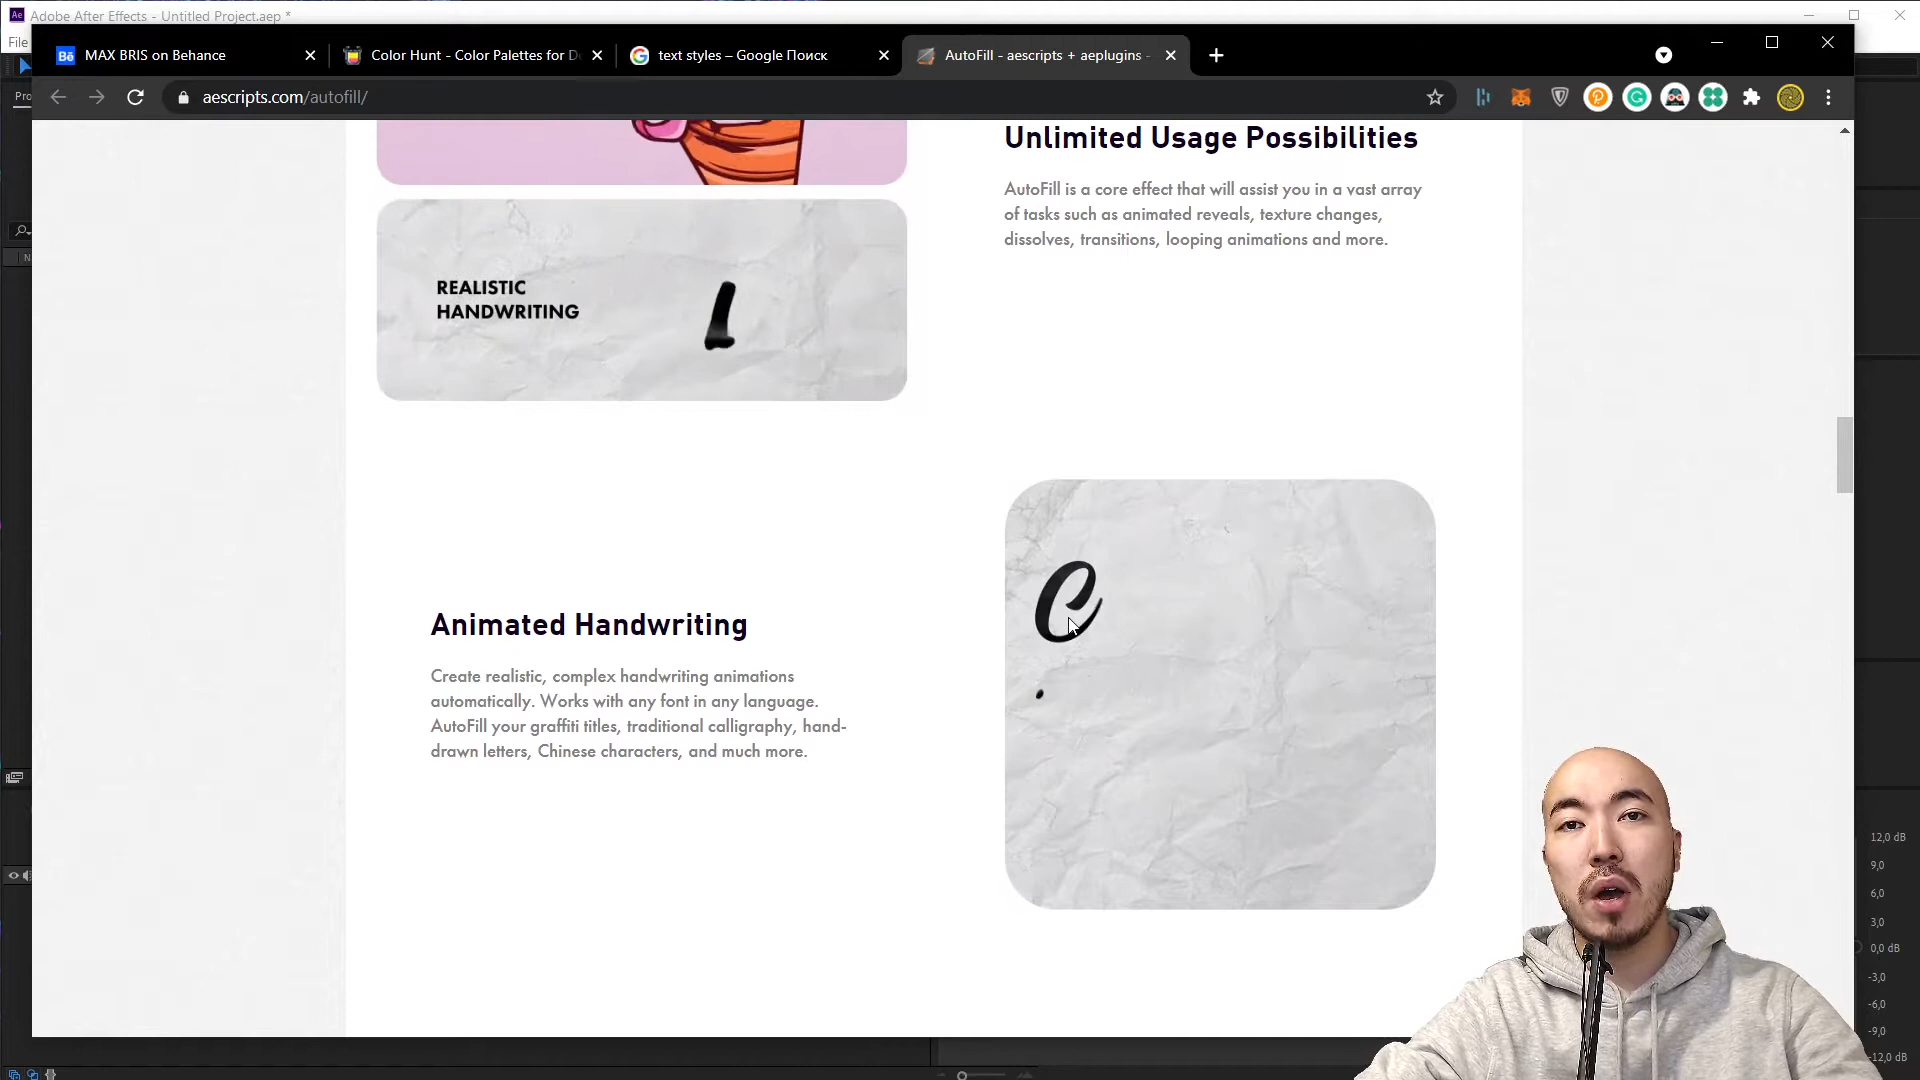 Adobe After Effects - Untitled Project.aep *
File
MAX BRIS on Behance
Color Hunt - Color Palettes for De
text styles – Google Поиск
AutoFill - aescripts + aeplugins -
aescripts.com/autofill/
Unlimited Usage Possibilities
AutoFill is a core effect that will assist you in a vast array
of tasks such as animated reveals, texture changes,
dissolves, transitions, looping animations and more.
REALISTIC
HANDWRITING
Animated Handwriting
Create realistic, complex handwriting animations
automatically. Works with any font in any language.
AutoFill your graffiti titles, traditional calligraphy, hand-
drawn letters, Chinese characters, and much more.
C
12,0 dB
9,0
6,0
3,0
0,0 dB
-3,0
-6,0
-9,0
-12,0 dB